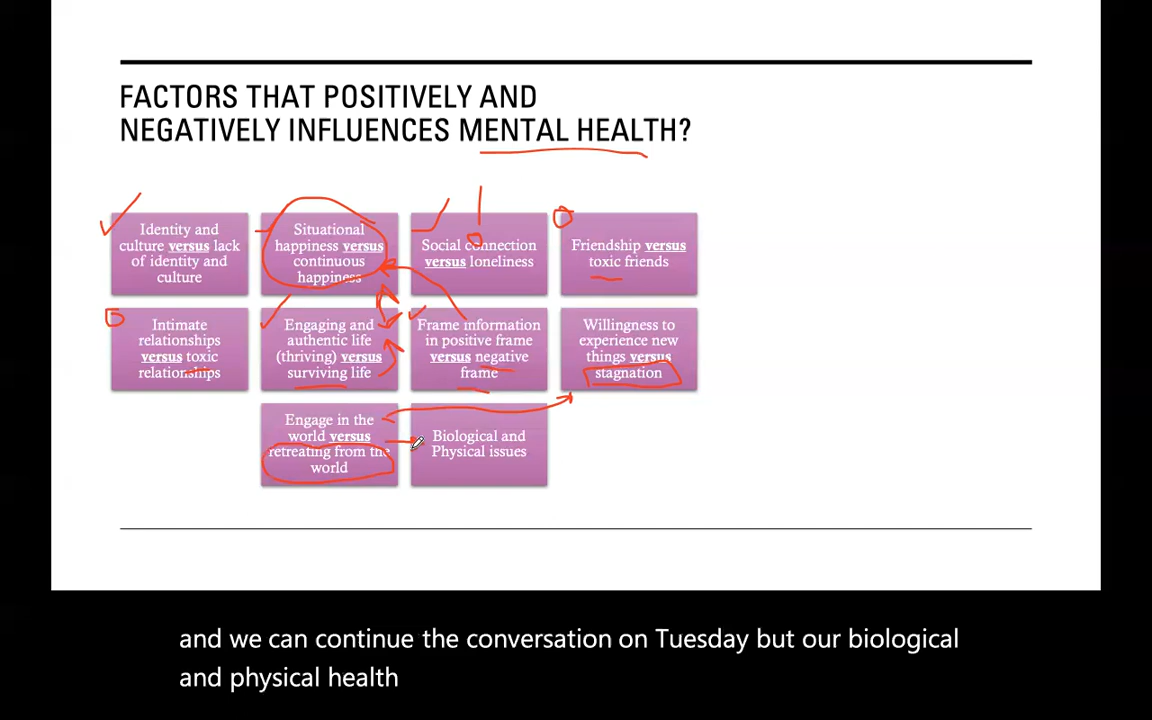 FACTORS THAT POSITIVELY AND
NEGATIVELY INFLUENCES MENTAL HEALTH?
Identity and
culture versus lack
of identity and
culture
Situational
happiness versus
continuous
happiness
Social connection
versus loneliness
Friendship versus
toxic friends
Intimate
relationships
versus toxic
relationships
Engaging and
authentic life
(thriving) versus
surviving life
Frame information
in positive frame
versus negative
frame
Willingness to
experience new
things versus
stagnation
Engage in the
world versus
retreating from the
world
Biological and
Physical issues
and we can continue the conversation on Tuesday but our biological
and physical health